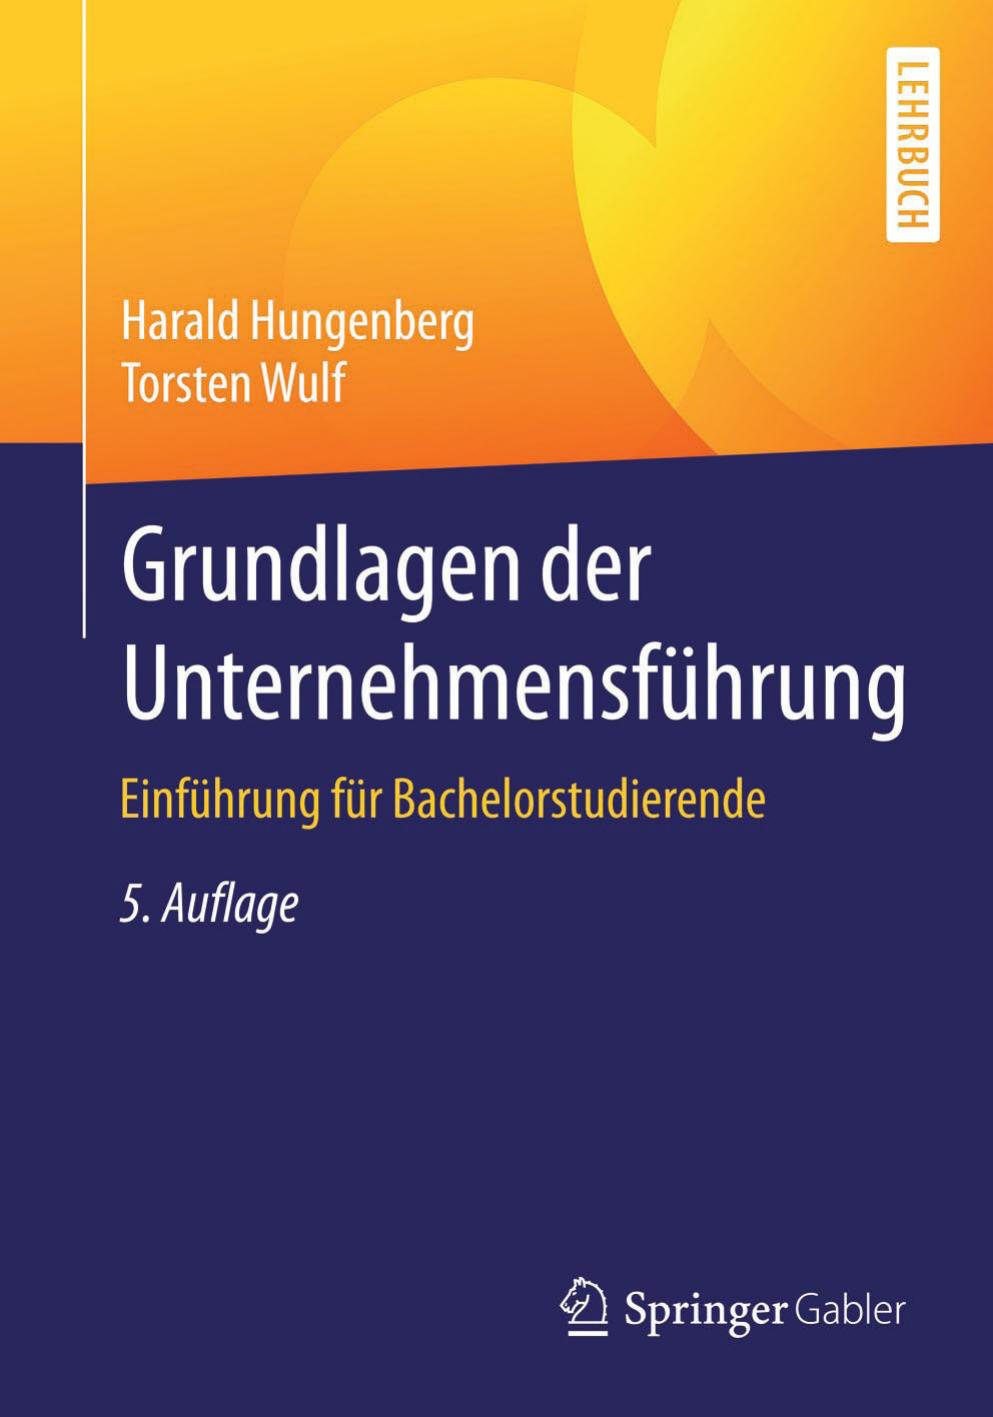 LEHRBUCH
Harald Hungenberg
Torsten Wulf
Grundlagen der
Unternehmensführung
Einführung für Bachelorstudierende
5. Auflage
Springer Gabler